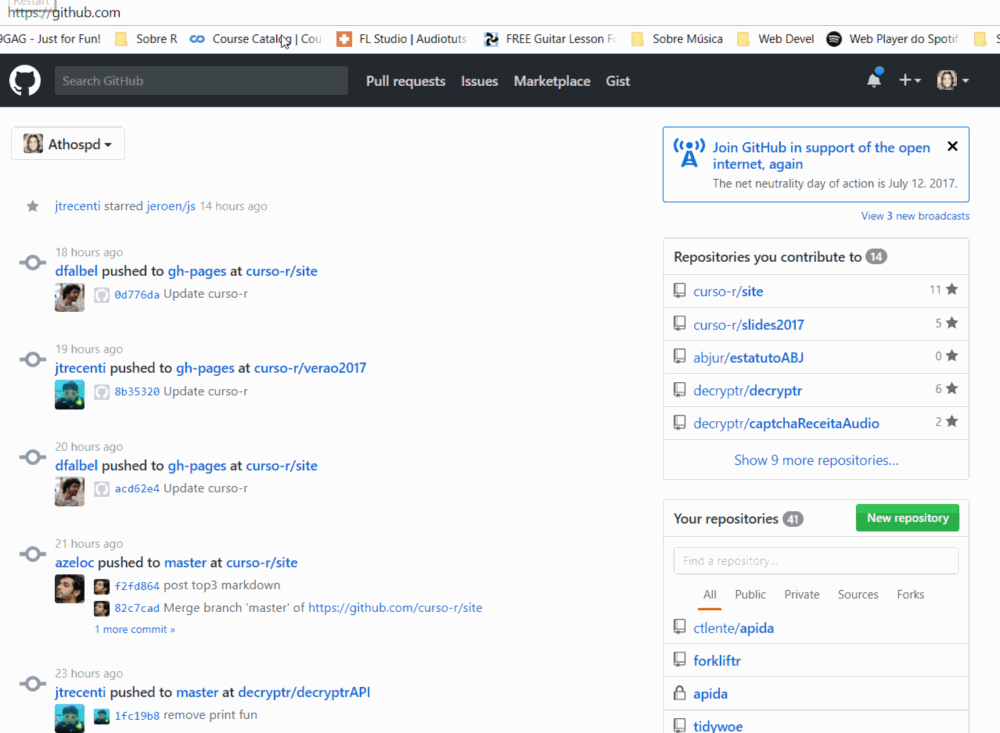 Restart
https://github.com
9GAG - Just for Fun! Sobre R Course Catalog | Cou FL Studio | Audiotuts FREE Guitar Lesson Fo Sobre Música Web Devel Web Player do Spotif S
Search GitHub Pull requests Issues Marketplace Gist
Athospd
jtrecenti starred jeroen/js 14 hours ago
18 hours ago
dfalbel pushed to gh-pages at curso-r/site
0d776da Update curso-r
19 hours ago
jtrecenti pushed to gh-pages at curso-r/verao2017
8b35320 Update curso-r
20 hours ago
dfalbel pushed to gh-pages at curso-r/site
acd62e4 Update curso-r
21 hours ago
azeloc pushed to master at curso-r/site
f2fd864 post top3 markdown
82c7cad Merge branch 'master' of https://github.com/curso-r/site
1 more commit »
23 hours ago
jtrecenti pushed to master at decryptr/decryptrAPI
1fc19b8 remove print fun
Join GitHub in support of the open
internet, again
The net neutrality day of action is July 12. 2017.
View 3 new broadcasts
Repositories you contribute to 14
curso-r/site 11
curso-r/slides2017 5
abjur/estatutoABJ 0
decryptr/decryptr 6
decryptr/captchaReceitaAudio 2
Show 9 more repositories...
Your repositories 41 New repository
Find a repository...
All Public Private Sources Forks
ctlente/apida
forkliftr
apida
tidywoe